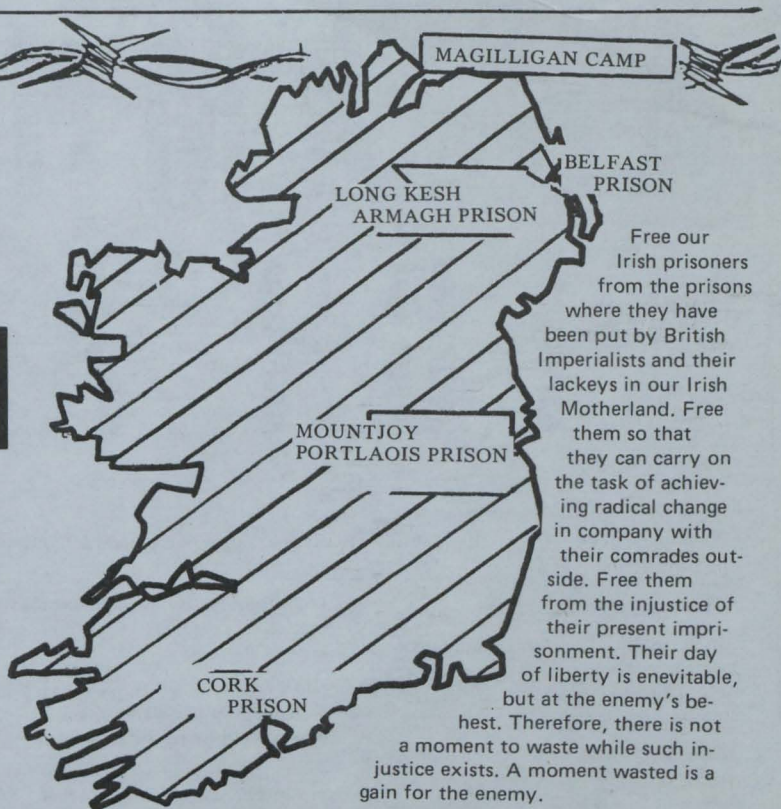 MAGILLIGAN CAMP
BELFAST
PRISON
LONG KESH
ARMAGH PRISON
MOUNTJOY
PORTLAOIS PRISON
CORK
PRISON
Free our
Irish prisoners
from the prisons
where they have
been put by British
Imperialists and their
lackeys in our Irish
Motherland. Free
them so that
they can carry on
the task of achiev-
ing radical change
in company with
their comrades out-
side. Free them
from the injustice of
their present impri-
sonment. Their day
of liberty is enevitable,
but at the enemy's be-
hest. Therefore, there is not
a moment to waste while such in-
justice exists. A moment wasted is a
gain for the enemy.